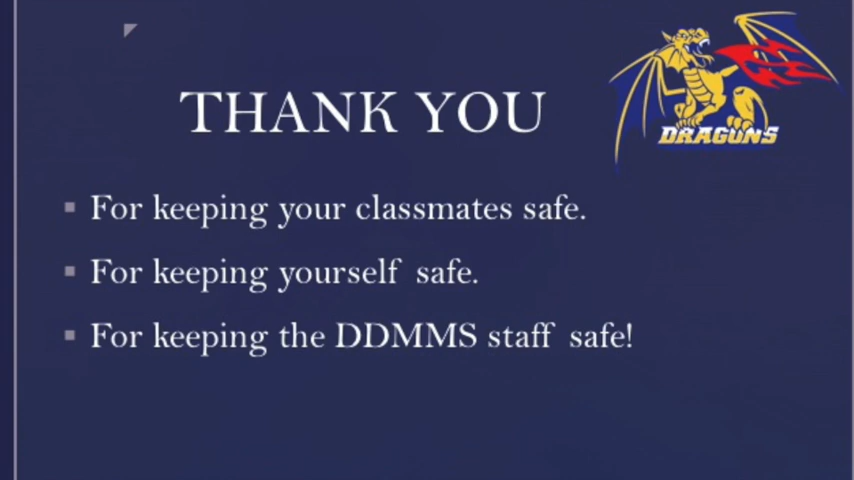 DRAGONS
THANK YOU
For keeping your classmates safe.
For keeping yourself safe.
For keeping the DDMMS staff safe!